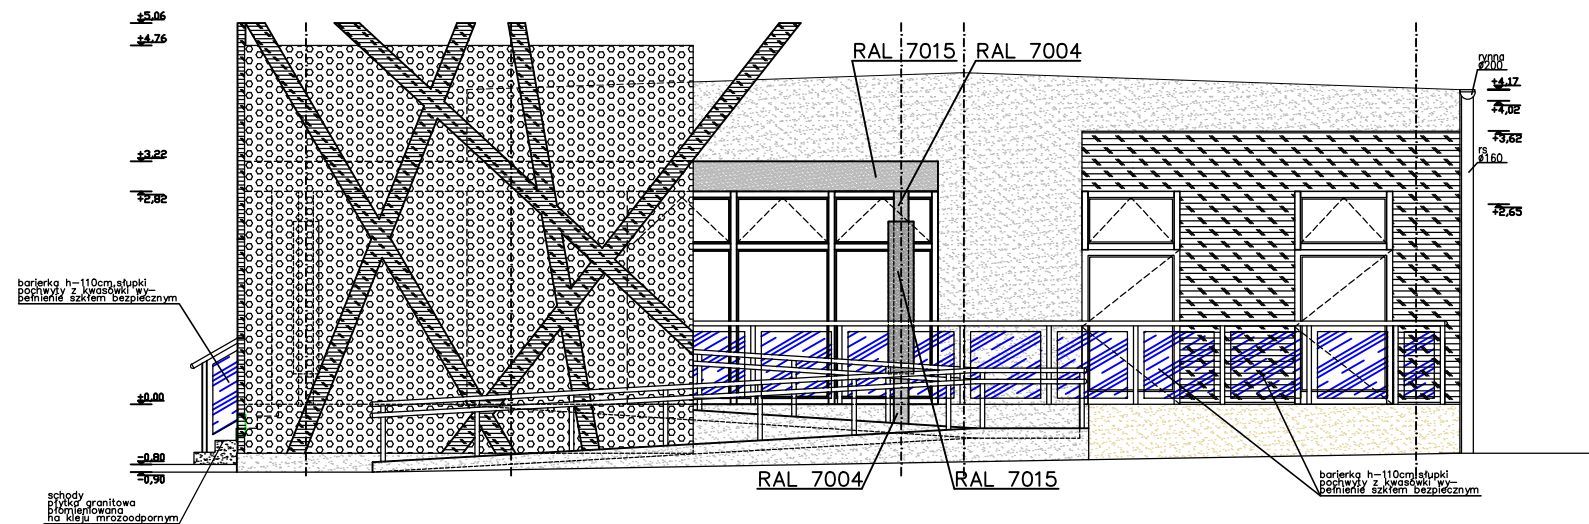 +5,06
+4,76
RAL 7015
RAL 7004
rynna
ø200
+4,17
+4,02
+3,62
rs
ø160
+3,22
+2,82
+2,65
barierka h-110cm,słupki
pochwyty z kwasówki wy-
pełnienie szkłem bezpiecznym
±0,00
-0,80
-0,90
RAL 7004
RAL 7015
barierka h-110cm,słupki
pochwyty z kwasówki wy-
pełnienie szkłem bezpiecznym
schody
płytka granitowa
płomieniowana
na kleju mrozoodpornym